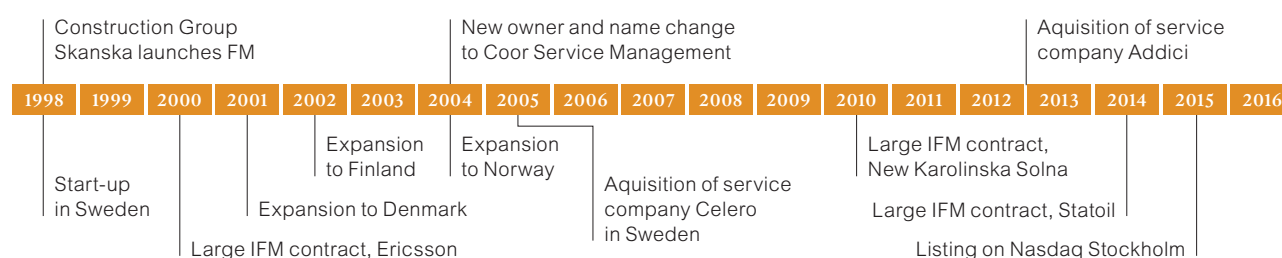 Construction Group
Skanska launches FM
New owner and name change
to Coor Service Management
Aquisition of service
company Addici
1998 1999 2000 2001 2002 2003 2004 2005 2006 2007 2008 2009 2010 2011 2012 2013 2014 2015 2016
Expansion
to Finland
Expansion
to Norway
Large IFM contract,
New Karolinska Solna
Start-up
in Sweden
Aquisition of service
company Celero
in Sweden
Expansion to Denmark
Large IFM contract, Statoil
Large IFM contract, Ericsson
Listing on Nasdaq Stockholm